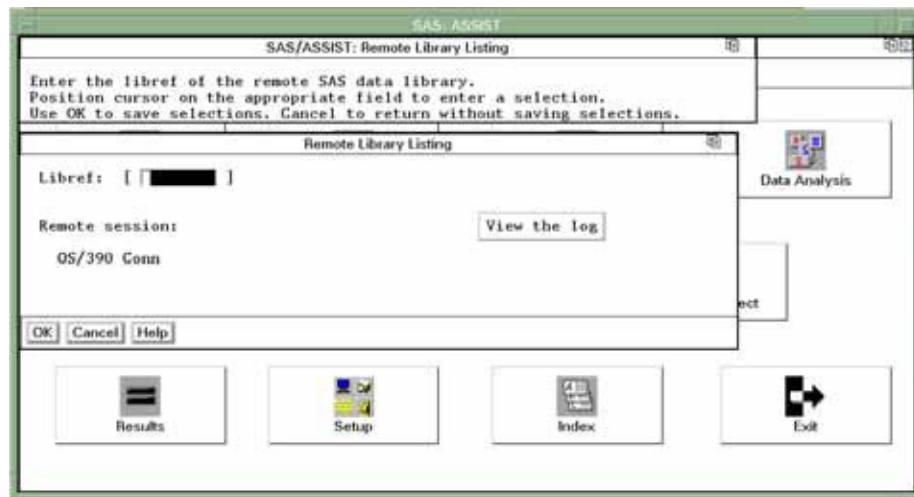 SAS: ASSIST
SAS/ASSIST: Remote Library Listing
Enter the libref of the remote SAS data library.
Position cursor on the appropriate field to enter a selection.
Use OK to save selections. Cancel to return without saving selections.
Remote Library Listing
Libref: [ ]
Data Analysis
Remote session:
View the log
OS/390 Conn
ect
OK Cancel Help
Results
Setup
Index
Exit